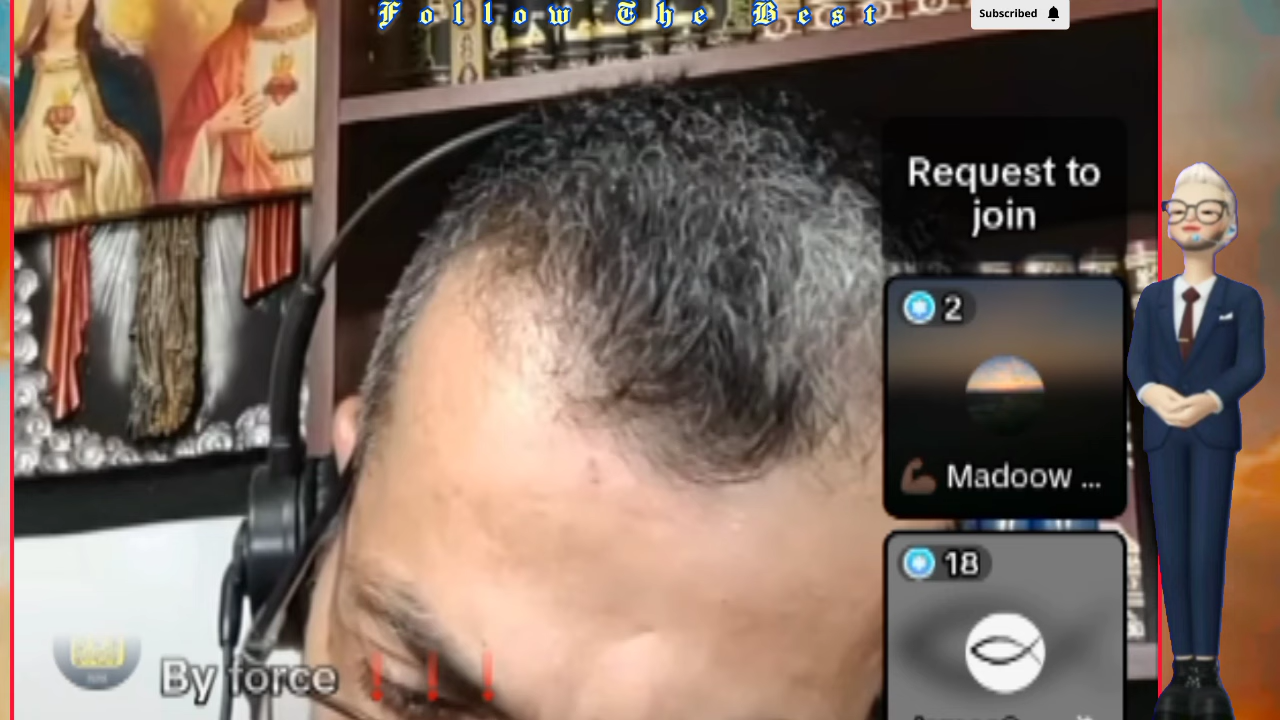 Follow The Best
Subscribed
Request to
join
2
Madoow ...
18
By force ❗❗❗